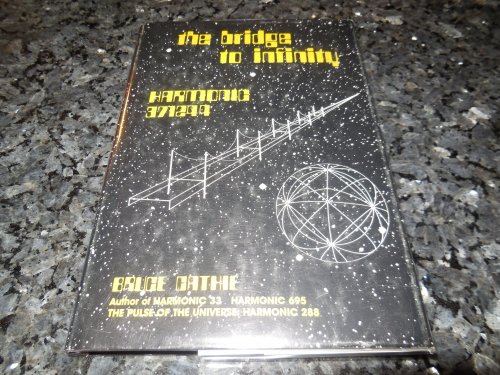 the bridge
to infinity
HARMONIC
371244
BRUCE CATHIE
Author of HARMONIC 33 . HARMONIC 695
THE PULSE OF THE UNIVERSE; HARMONIC 288